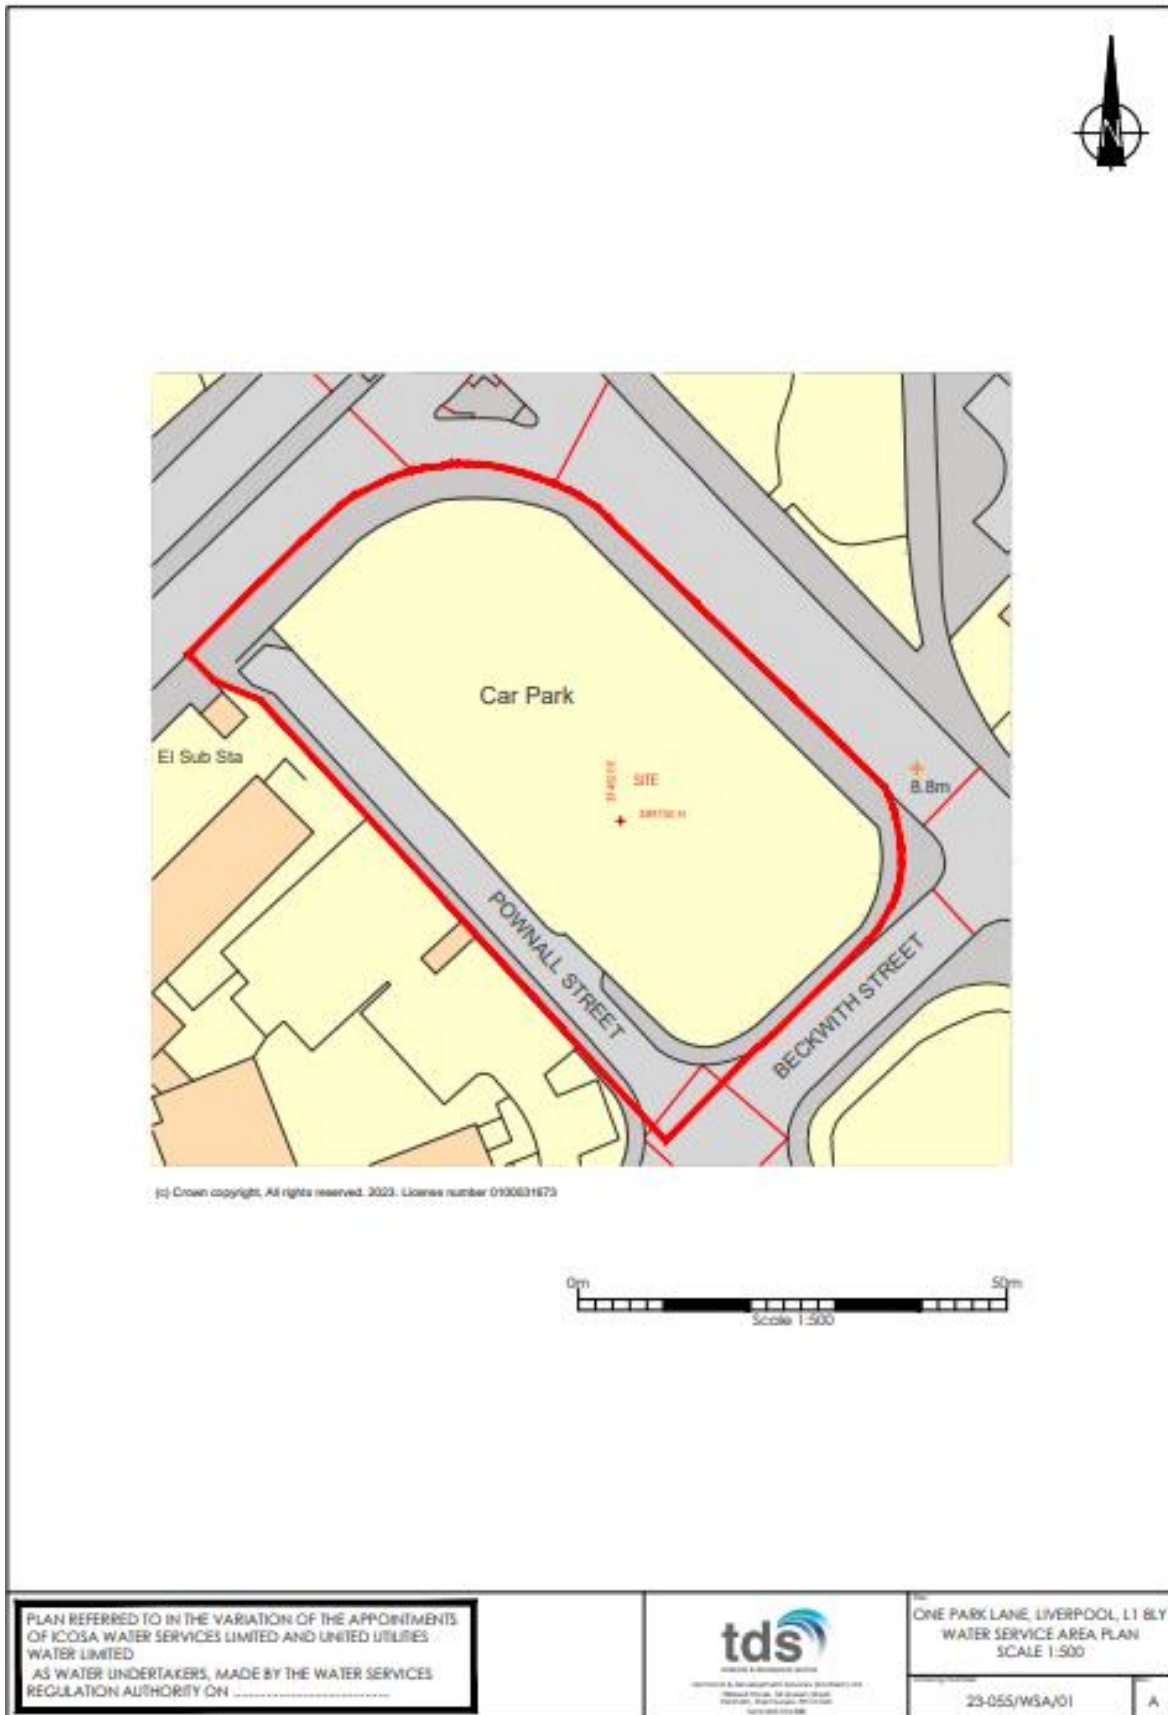 N
Car Park
El Sub Sta
SITE
8.8m
POWNALL STREET
BECKWITH STREET
(c) Crown copyright, All rights reserved. 2023. License number 0100031673
0m
50m
Scale 1:500
PLAN REFERRED TO IN THE VARIATION OF THE APPOINTMENTS
OF ICOSA WATER SERVICES LIMITED AND UNITED UTILITIES
WATER LIMITED
AS WATER UNDERTAKERS, MADE BY THE WATER SERVICES
REGULATION AUTHORITY ON ................................
tds
ONE PARK LANE, LIVERPOOL, L1 8LY
WATER SERVICE AREA PLAN
SCALE 1:500
23-055/WSA/01
A